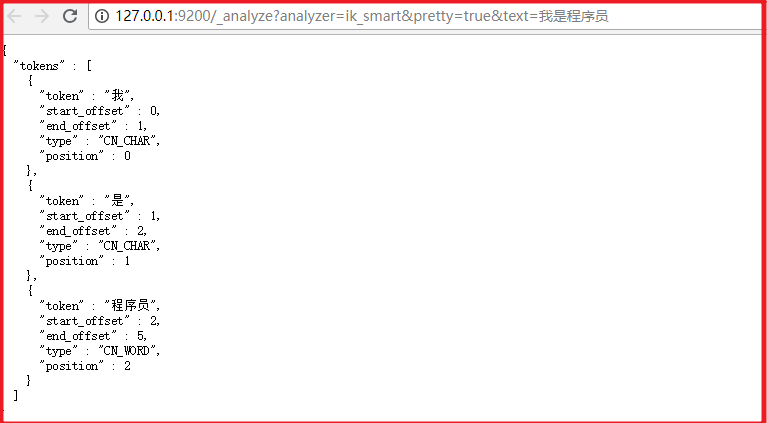 127.0.0.1:9200/_analyze?analyzer=ik_smart&pretty=true&text=我是程序员
{
  "tokens" : [
    {
      "token" : "我",
      "start_offset" : 0,
      "end_offset" : 1,
      "type" : "CN_CHAR",
      "position" : 0
    },
    {
      "token" : "是",
      "start_offset" : 1,
      "end_offset" : 2,
      "type" : "CN_CHAR",
      "position" : 1
    },
    {
      "token" : "程序员",
      "start_offset" : 2,
      "end_offset" : 5,
      "type" : "CN_WORD",
      "position" : 2
    }
  ]